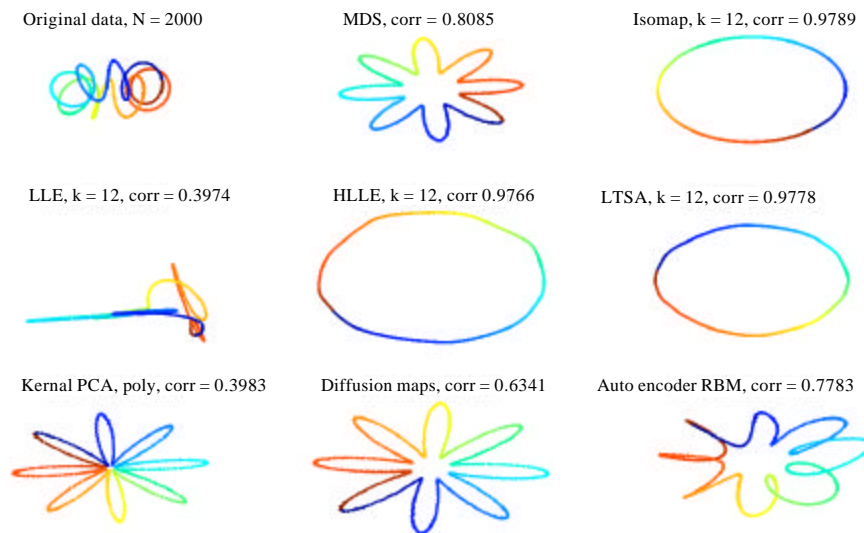 Original data, N = 2000
MDS, corr = 0.8085
Isomap, k = 12, corr = 0.9789
LLE, k = 12, corr = 0.3974
HLLE, k = 12, corr 0.9766
LTSA, k = 12, corr = 0.9778
Kernal PCA, poly, corr = 0.3983
Diffusion maps, corr = 0.6341
Auto encoder RBM, corr = 0.7783